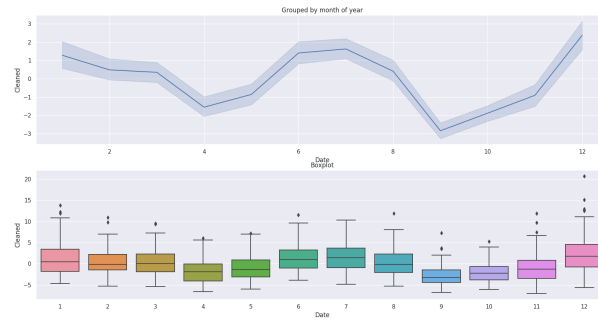 Grouped by month of year
3
2
1
0
−1
−2
−3
Cleaned
2 4 6 8 10 12
Date
Boxplot
20
15
10
5
0
−5
Cleaned
1 2 3 4 5 6 7 8 9 10 11 12
Date